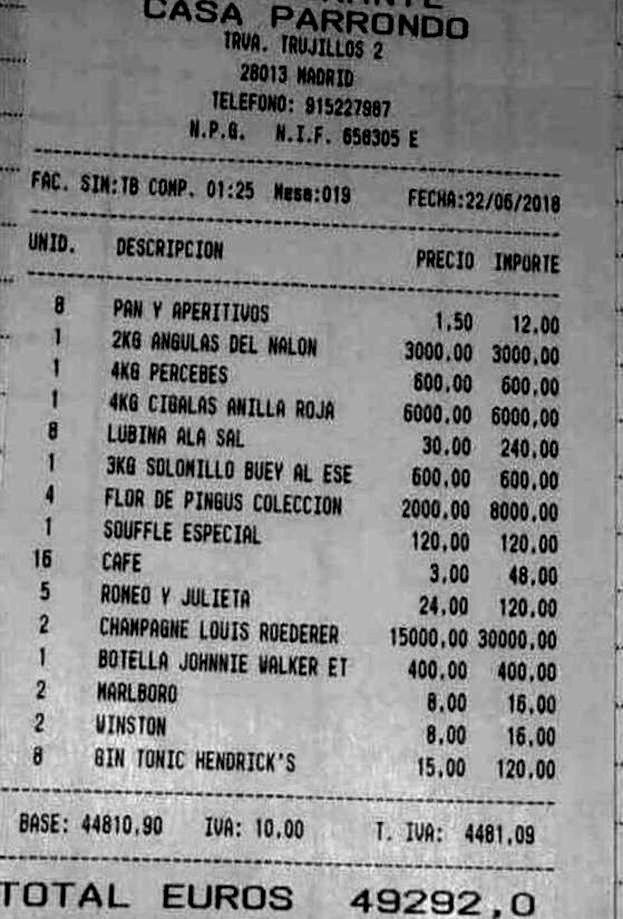 CASA PARRONDO
TRVA. TRUJILLOS 2
28013 MADRID
TELEFONO: 915227987
N.P.G. N.I.F. 658305 E
FAC. SIM:TB COMP. 01:25 Mesa:019 FECHA:22/06/2018
UNID. DESCRIPCION PRECIO IMPORTE
8 PAN Y APERITIVOS 1,50 12,00
1 2KG ANGULAS DEL NALON 3000,00 3000,00
1 4KG PERCEBES 600,00 600,00
1 4KG CIGALAS ANILLA ROJA 6000,00 6000,00
8 LUBINA ALA SAL 30,00 240,00
1 3KG SOLOMILLO BUEY AL ESE 600,00 600,00
4 FLOR DE PINGUS COLECCION 2000,00 8000,00
1 SOUFFLE ESPECIAL 120,00 120,00
16 CAFE 3,00 48,00
5 ROMEO Y JULIETA 24,00 120,00
2 CHAMPAGNE LOUIS ROEDERER 15000,00 30000,00
1 BOTELLA JOHNNIE WALKER ET 400,00 400,00
2 MARLBORO 8,00 16,00
2 WINSTON 8,00 16,00
8 GIN TONIC HENDRICK'S 15,00 120,00
BASE: 44810,90 IVA: 10,00 T. IVA: 4481,09
TOTAL EUROS 49292,0